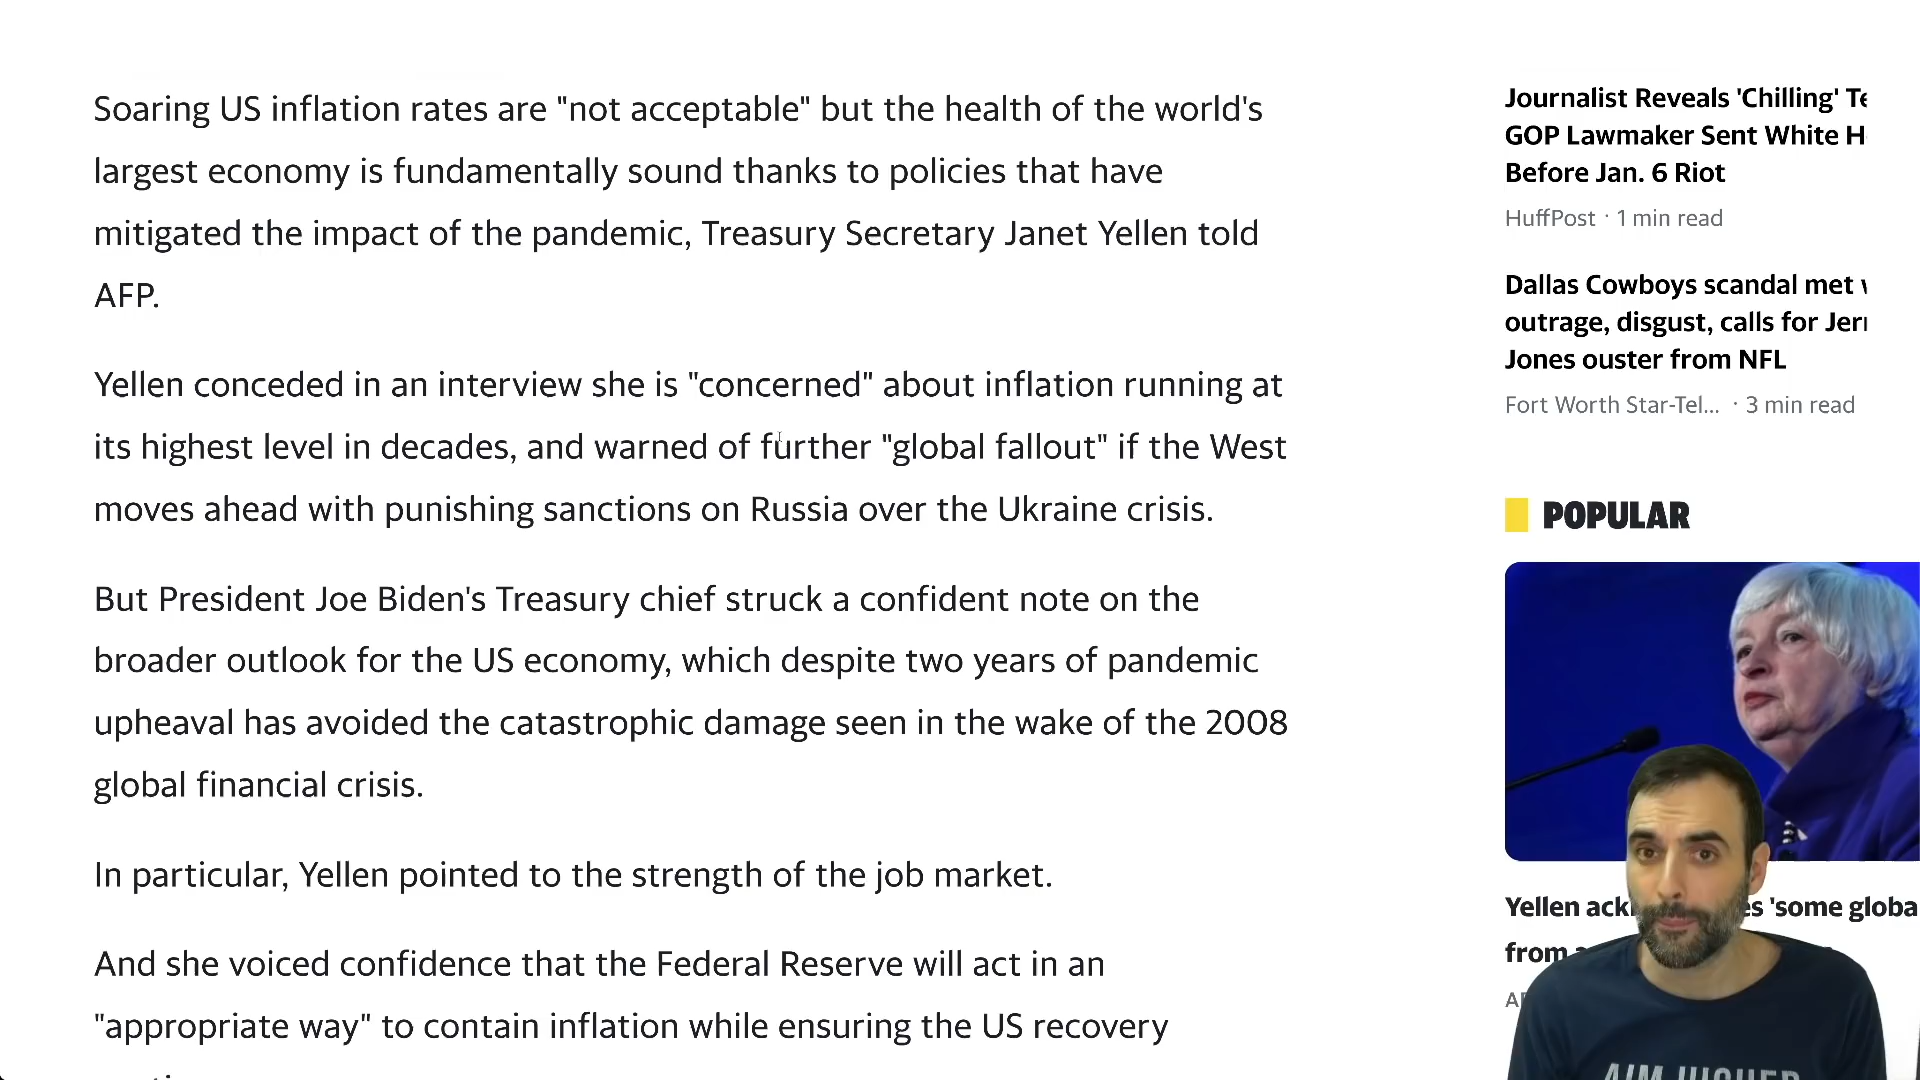 Soaring US inflation rates are "not acceptable" but the health of the world's
largest economy is fundamentally sound thanks to policies that have
mitigated the impact of the pandemic, Treasury Secretary Janet Yellen told
AFP.
Yellen conceded in an interview she is "concerned" about inflation running at
its highest level in decades, and warned of further "global fallout" if the West
moves ahead with punishing sanctions on Russia over the Ukraine crisis.
But President Joe Biden's Treasury chief struck a confident note on the
broader outlook for the US economy, which despite two years of pandemic
upheaval has avoided the catastrophic damage seen in the wake of the 2008
global financial crisis.
In particular, Yellen pointed to the strength of the job market.
And she voiced confidence that the Federal Reserve will act in an
"appropriate way" to contain inflation while ensuring the US recovery
Journalist Reveals 'Chilling'
GOP Lawmaker Sent White
Before Jan. 6 Riot
HuffPost · 1 min read
Dallas Cowboys scandal met
outrage, disgust, calls for
Jones ouster from NFL
Fort Worth Star-Tel... · 3 min read
POPULAR
Yellen 'some
from
AIM HIGHER